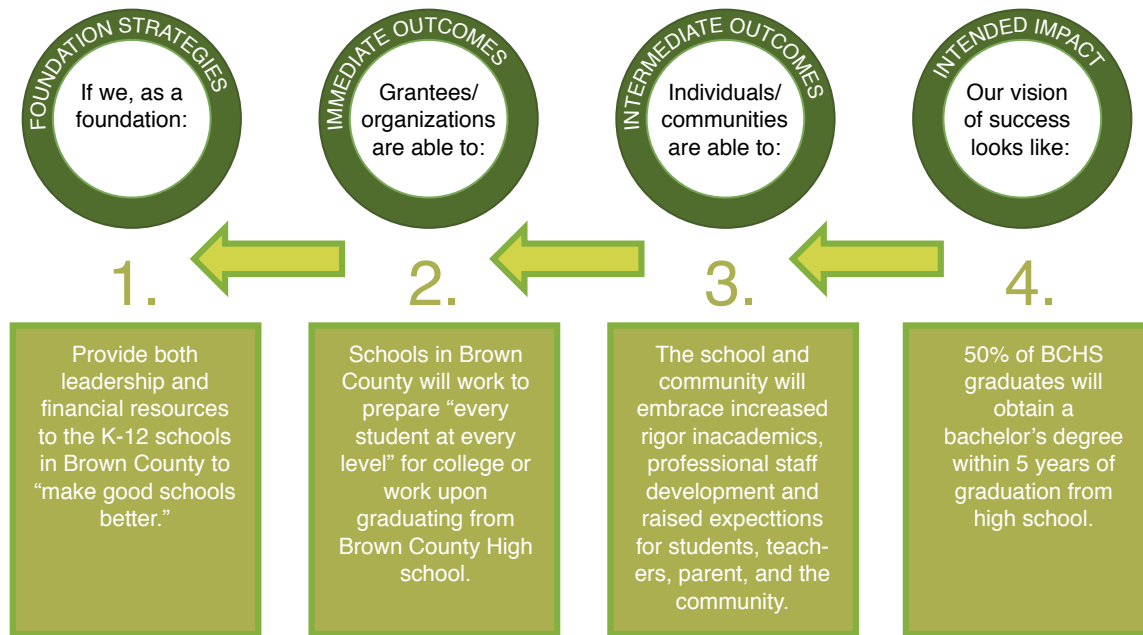 FOUNDATION STRATEGIES
If we, as a
foundation:
IMMEDIATE OUTCOMES
Grantees/
organizations
are able to:
INTERMEDIATE OUTCOMES
Individuals/
communities
are able to:
INTENDED IMPACT
Our vision
of success
looks like:
1.
Provide both
leadership and
financial resources
to the K-12 schools
in Brown County to
“make good schools
better.”
2.
Schools in Brown
County will work to
prepare “every
student at every
level” for college or
work upon
graduating from
Brown County High
school.
3.
The school and
community will
embrace increased
rigor inacademics,
professional staff
development and
raised expecttions
for students, teach-
ers, parent, and the
community.
4.
50% of BCHS
graduates will
obtain a
bachelor’s degree
within 5 years of
graduation from
high school.